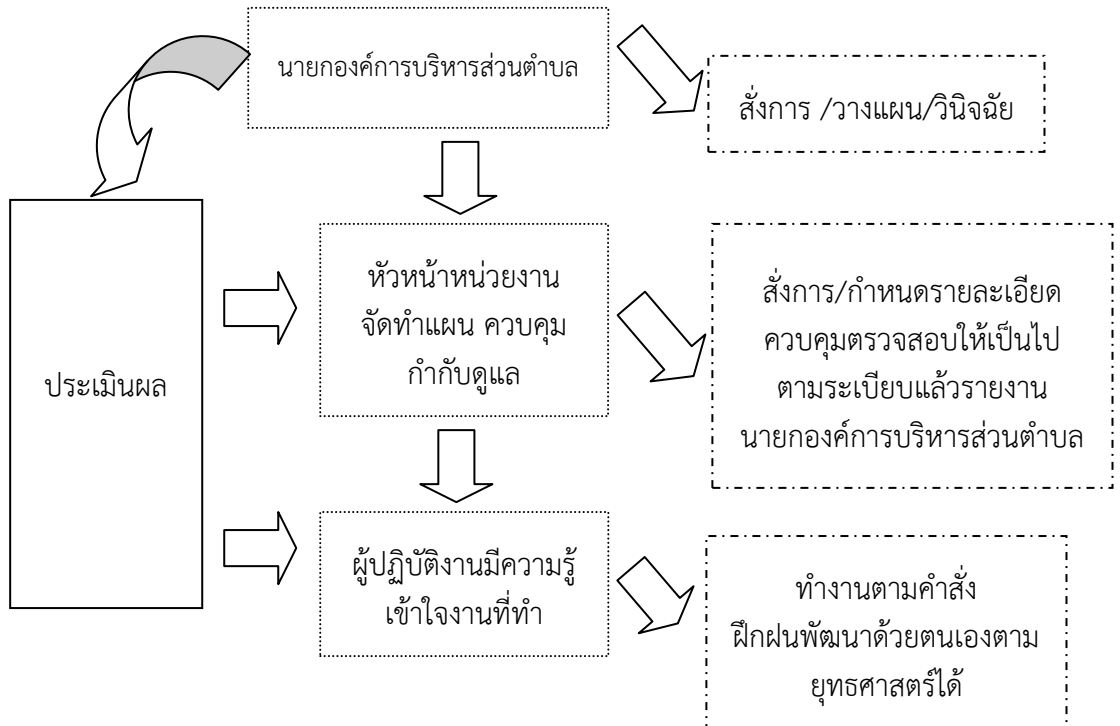 นายกองค์การบริหารส่วนตำบล
สั่งการ /วางแผน/วินิจฉัย
ประเมินผล
หัวหน้าหน่วยงาน
จัดทำแผน ควบคุม
กำกับดูแล
สั่งการ/กำหนดรายละเอียด
ควบคุมตรวจสอบให้เป็นไป
ตามระเบียบแล้วรายงาน
นายกองค์การบริหารส่วนตำบล
ผู้ปฏิบัติงานมีความรู้
เข้าใจงานที่ทำ
ทำงานตามคำสั่ง
ฝึกฝนพัฒนาด้วยตนเองตาม
ยุทธศาสตร์ได้